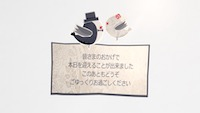 皆さまのおかげで
本日を迎えることが出来ました
このあともどうぞ
ごゆっくりお過ごしください